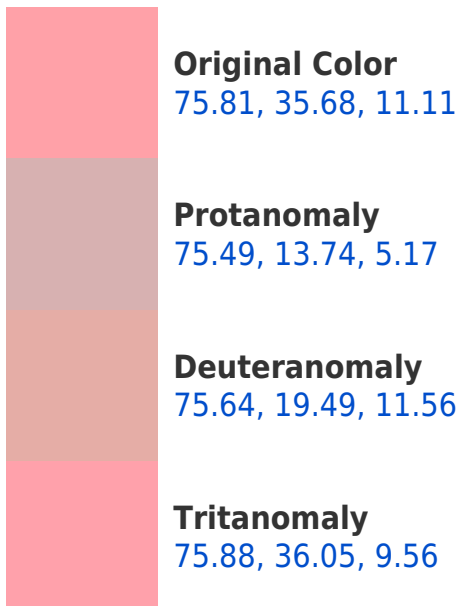 Original Color
75.81, 35.68, 11.11
Protanomaly
75.49, 13.74, 5.17
Deuteranomaly
75.64, 19.49, 11.56
Tritanomaly
75.88, 36.05, 9.56